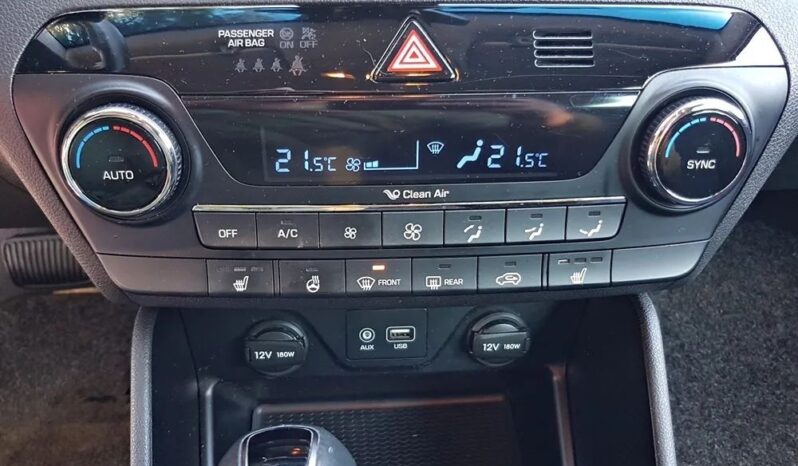 PASSENGER
AIR BAG ON OFF
AUTO
21.5°C 21.5°C
SYNC
Clean Air
OFF A/C
FRONT REAR
12V 180W AUX USB 12V 180W